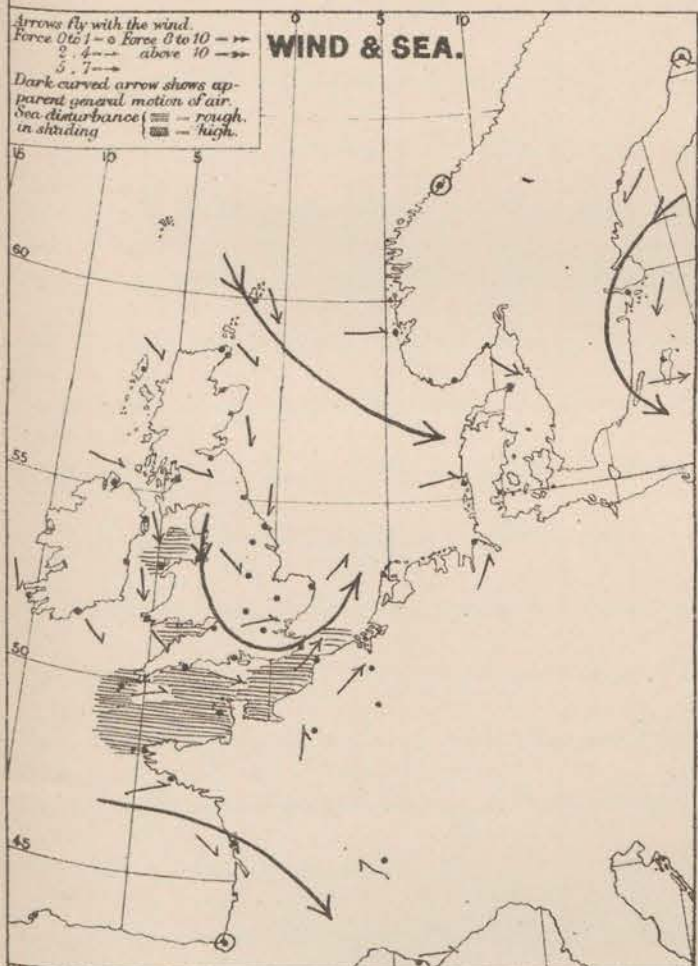 WIND & SEA.
Arrows fly with the wind.
Force 0 to 1 - Force 8 to 10 -
2 . 4 - above 10 -
5 . 7 -
Dark curved arrow shows ap-
parent general motion of air.
Sea disturbance { - rough.
in shading { - high.
0
10
15
10
5
60
55
50
45